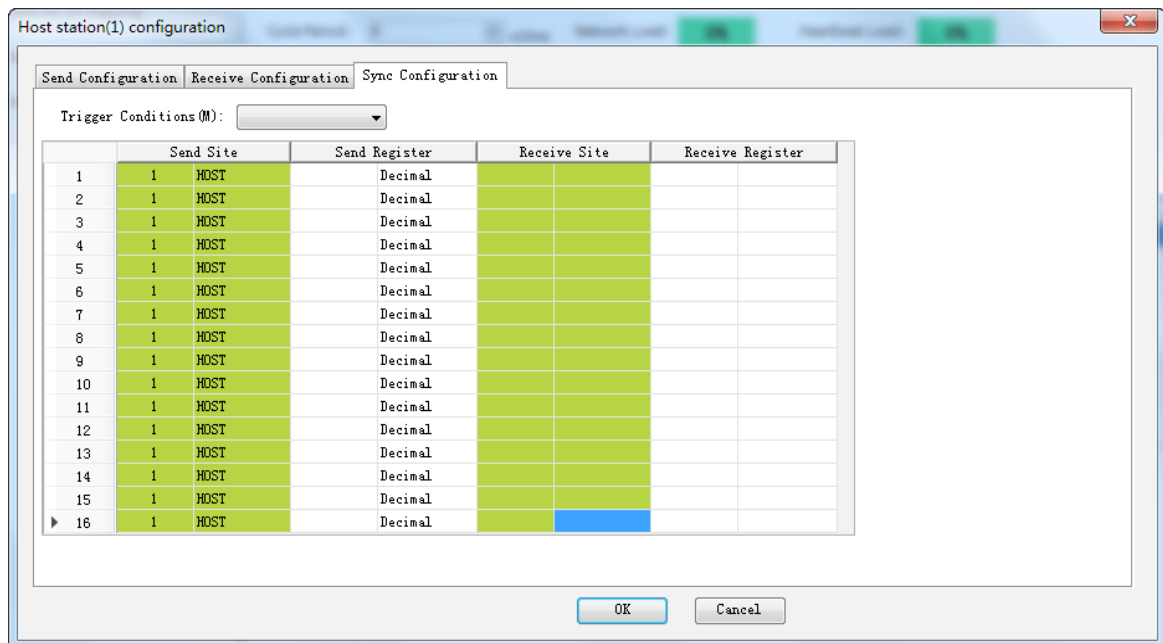 Host station(1) configuration
Send Configuration Receive Configuration Sync Configuration
Trigger Conditions(M):
Send Site Send Register Receive Site Receive Register
1 1 HOST Decimal
2 1 HOST Decimal
3 1 HOST Decimal
4 1 HOST Decimal
5 1 HOST Decimal
6 1 HOST Decimal
7 1 HOST Decimal
8 1 HOST Decimal
9 1 HOST Decimal
10 1 HOST Decimal
11 1 HOST Decimal
12 1 HOST Decimal
13 1 HOST Decimal
14 1 HOST Decimal
15 1 HOST Decimal
16 1 HOST Decimal
OK Cancel